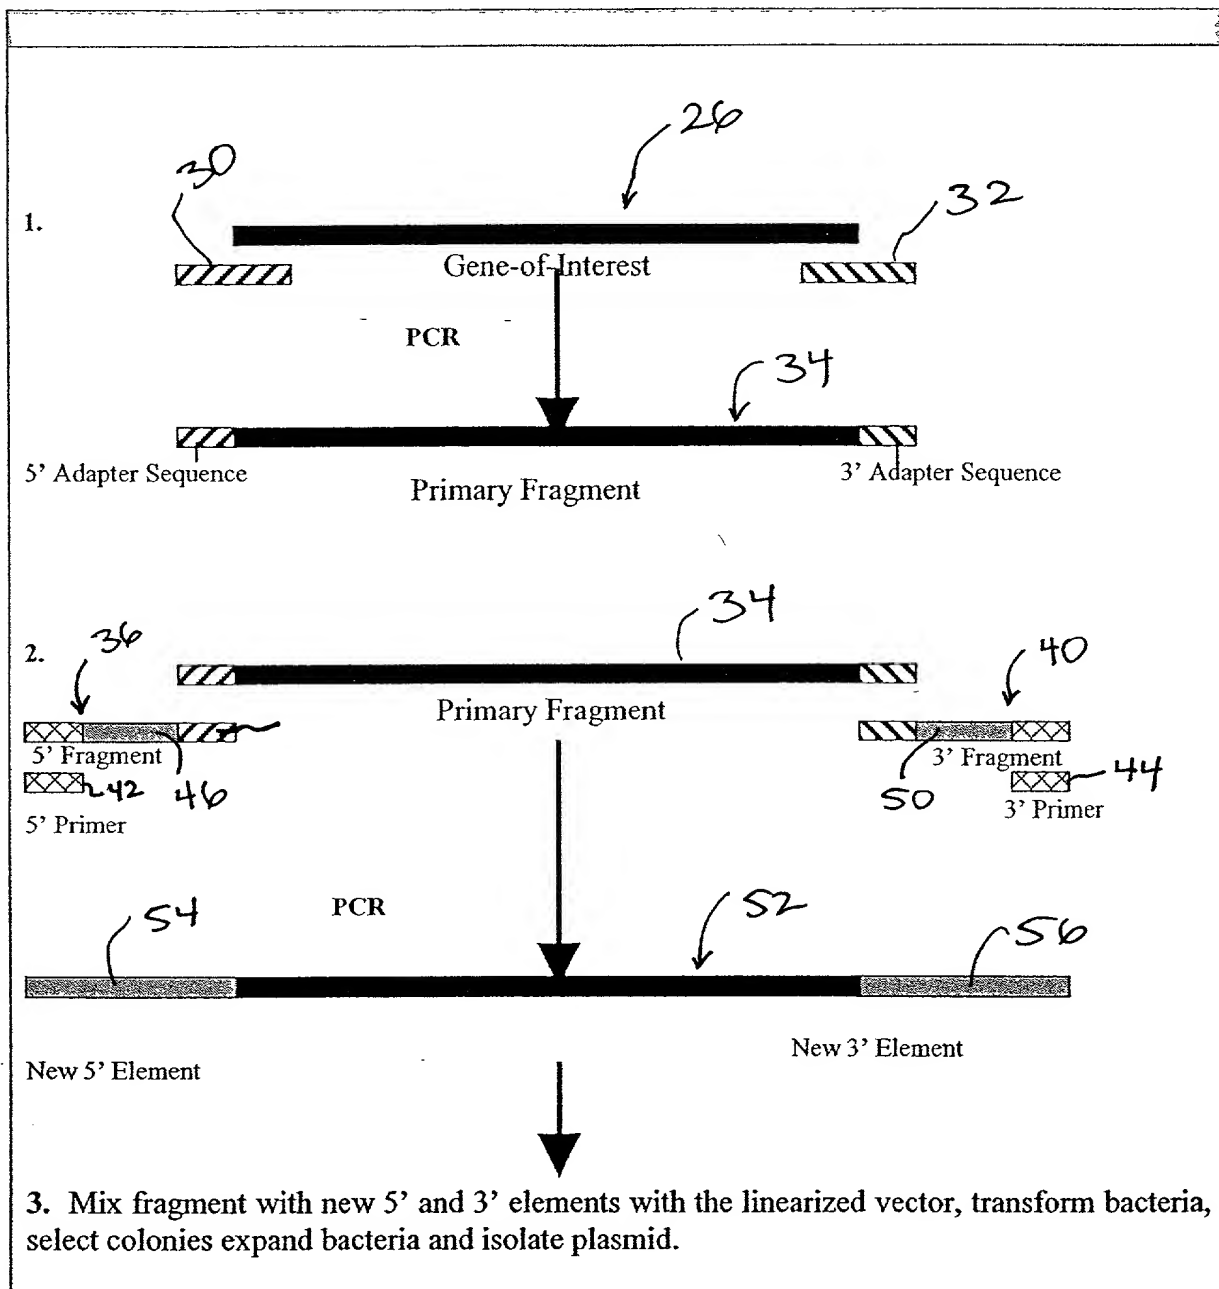 26
30
32
1.
Gene-of-Interest
PCR
34
5’ Adapter Sequence
3’ Adapter Sequence
Primary Fragment
34
36
2.
40
Primary Fragment
5’ Fragment
3’ Fragment
42
46
50
44
5’ Primer
3’ Primer
54
PCR
52
56
New 3’ Element
New 5’ Element
3. Mix fragment with new 5’ and 3’ elements with the linearized vector, transform bacteria,
select colonies expand bacteria and isolate plasmid.